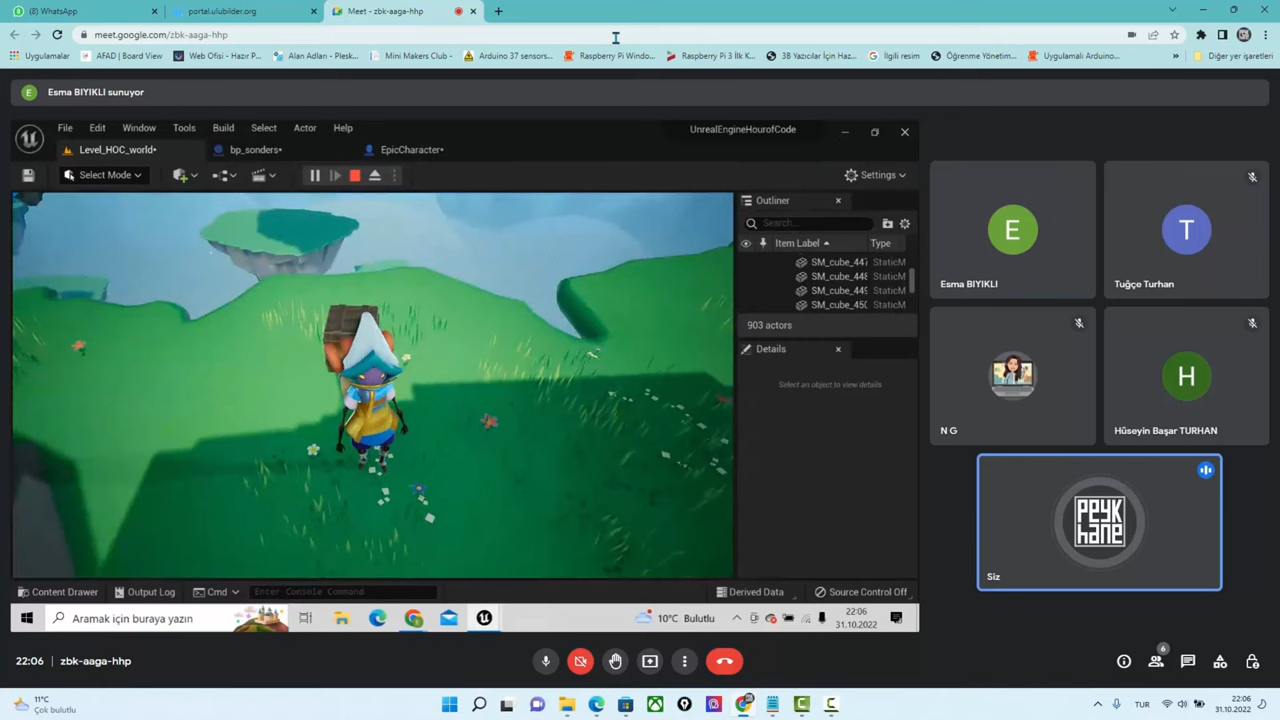 WhatsApp
portal.ulubilder.org
Meet - zbk-aaga-hhp
meet.google.com/zbk-aaga-hhp
Uygulamalar
AFAD | Board View
Web Ofisi - Hazır P...
Alan Adları - Plesk...
Mini Makers Club -
Arduino 37 sensors...
Raspberry Pi Windo...
Raspberry Pi 3 İlk K...
3B Yazıcılar İçin Haz...
İlgili resim
Öğrenme Yönetim...
Uygulamalı Arduino...
»
Diğer yer işaretleri
E
Esma BIYIKLI sunuyor
File Edit Window Tools Build Select Actor Help
UnrealEngineHourofCode
Level_HOC_world•
bp_sonders•
EpicCharacter•
Select Mode
Settings
Outliner
Search...
Item Label
Type
SM_cube_447 StaticM
SM_cube_448 StaticM
SM_cube_449 StaticM
SM_cube_450 StaticM
903 actors
Details
Select an object to view details
Content Drawer
Output Log
Cmd
Enter Console Command
Derived Data
Source Control Off
Aramak için buraya yazın
10°C Bulutlu
22:06
31.10.2022
E
Esma BIYIKLI
T
Tuğçe Turhan
N G
H
Hüseyin Başar TURHAN
PEYK
hane
Siz
22:06 | zbk-aaga-hhp
6
11°C
Çok bulutlu
TUR
22:06
31.10.2022